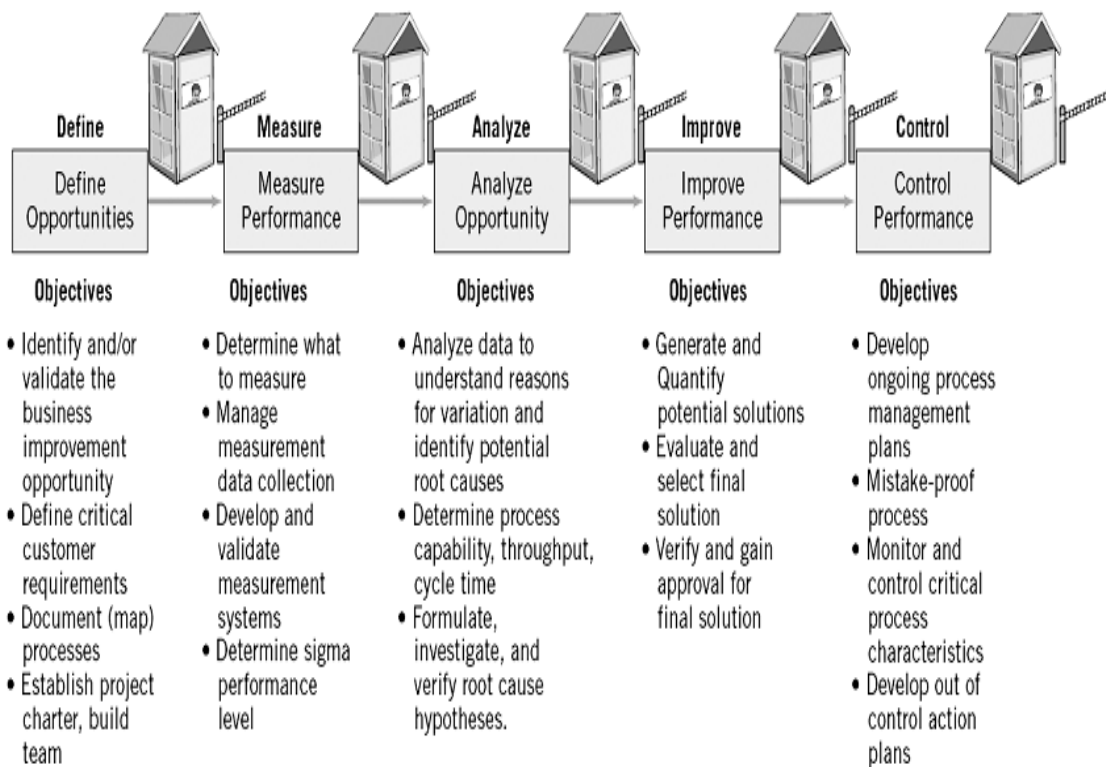 Define
Measure
Analyze
Improve
Control
Define
Opportunities
Measure
Performance
Analyze
Opportunity
Improve
Performance
Control
Performance
Objectives
• Identify and/or
validate the
business
improvement
opportunity
• Define critical
customer
requirements
• Document (map)
processes
• Establish project
charter, build
team
Objectives
• Determine what
to measure
• Manage
measurement
data collection
• Develop and
validate
measurement
systems
• Determine sigma
performance
level
Objectives
• Analyze data to
understand reasons
for variation and
identify potential
root causes
• Determine process
capability, throughput,
cycle time
• Formulate,
investigate, and
verify root cause
hypotheses.
Objectives
• Generate and
Quantify
potential solutions
• Evaluate and
select final
solution
• Verify and gain
approval for
final solution
Objectives
• Develop
ongoing process
management
plans
• Mistake-proof
process
• Monitor and
control critical
process
characteristics
• Develop out of
control action
plans